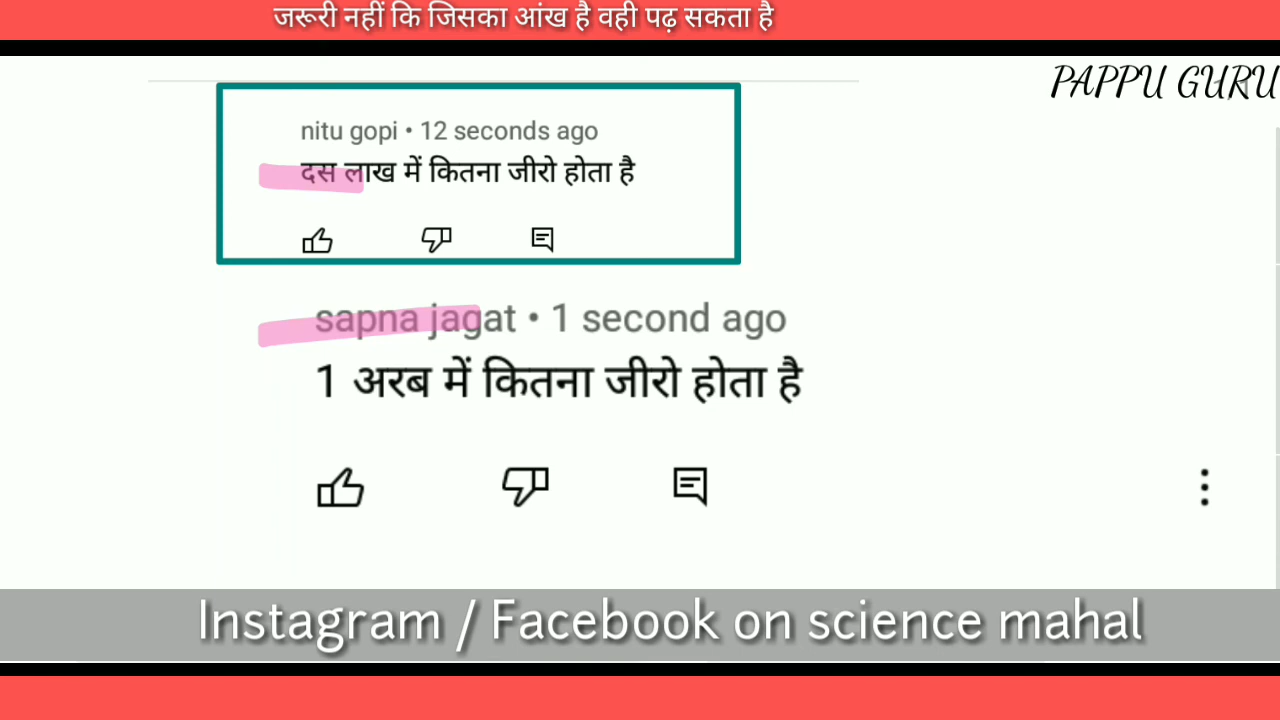 जरूरी नहीं कि जिसका आंख है वही पढ़ सकता है
PAPPU GURU
nitu gopi • 12 seconds ago
दस लाख में कितना जीरो होता है
sapna jagat • 1 second ago
1 अरब में कितना जीरो होता है
Instagram / Facebook on science mahal